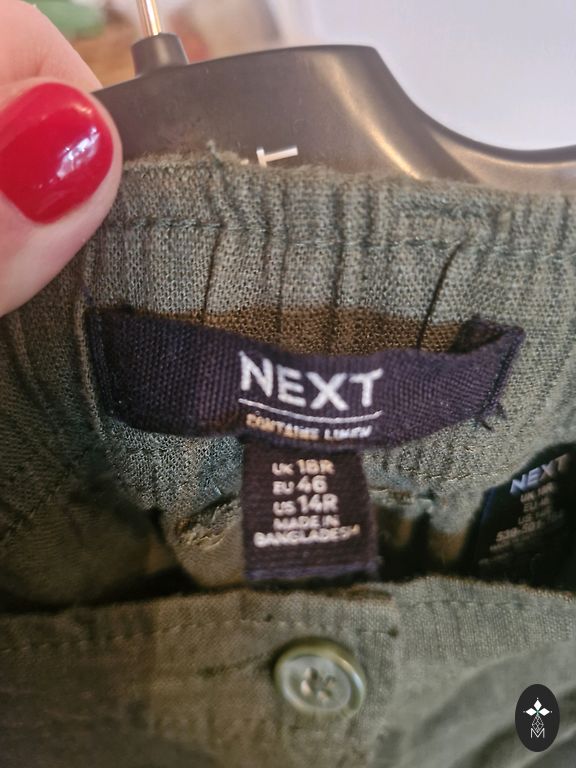 NEXT
CONTAINS LINEN
UK 18R
EU 46
US 14R
MADE IN
BANGLADESH
NEXT
M